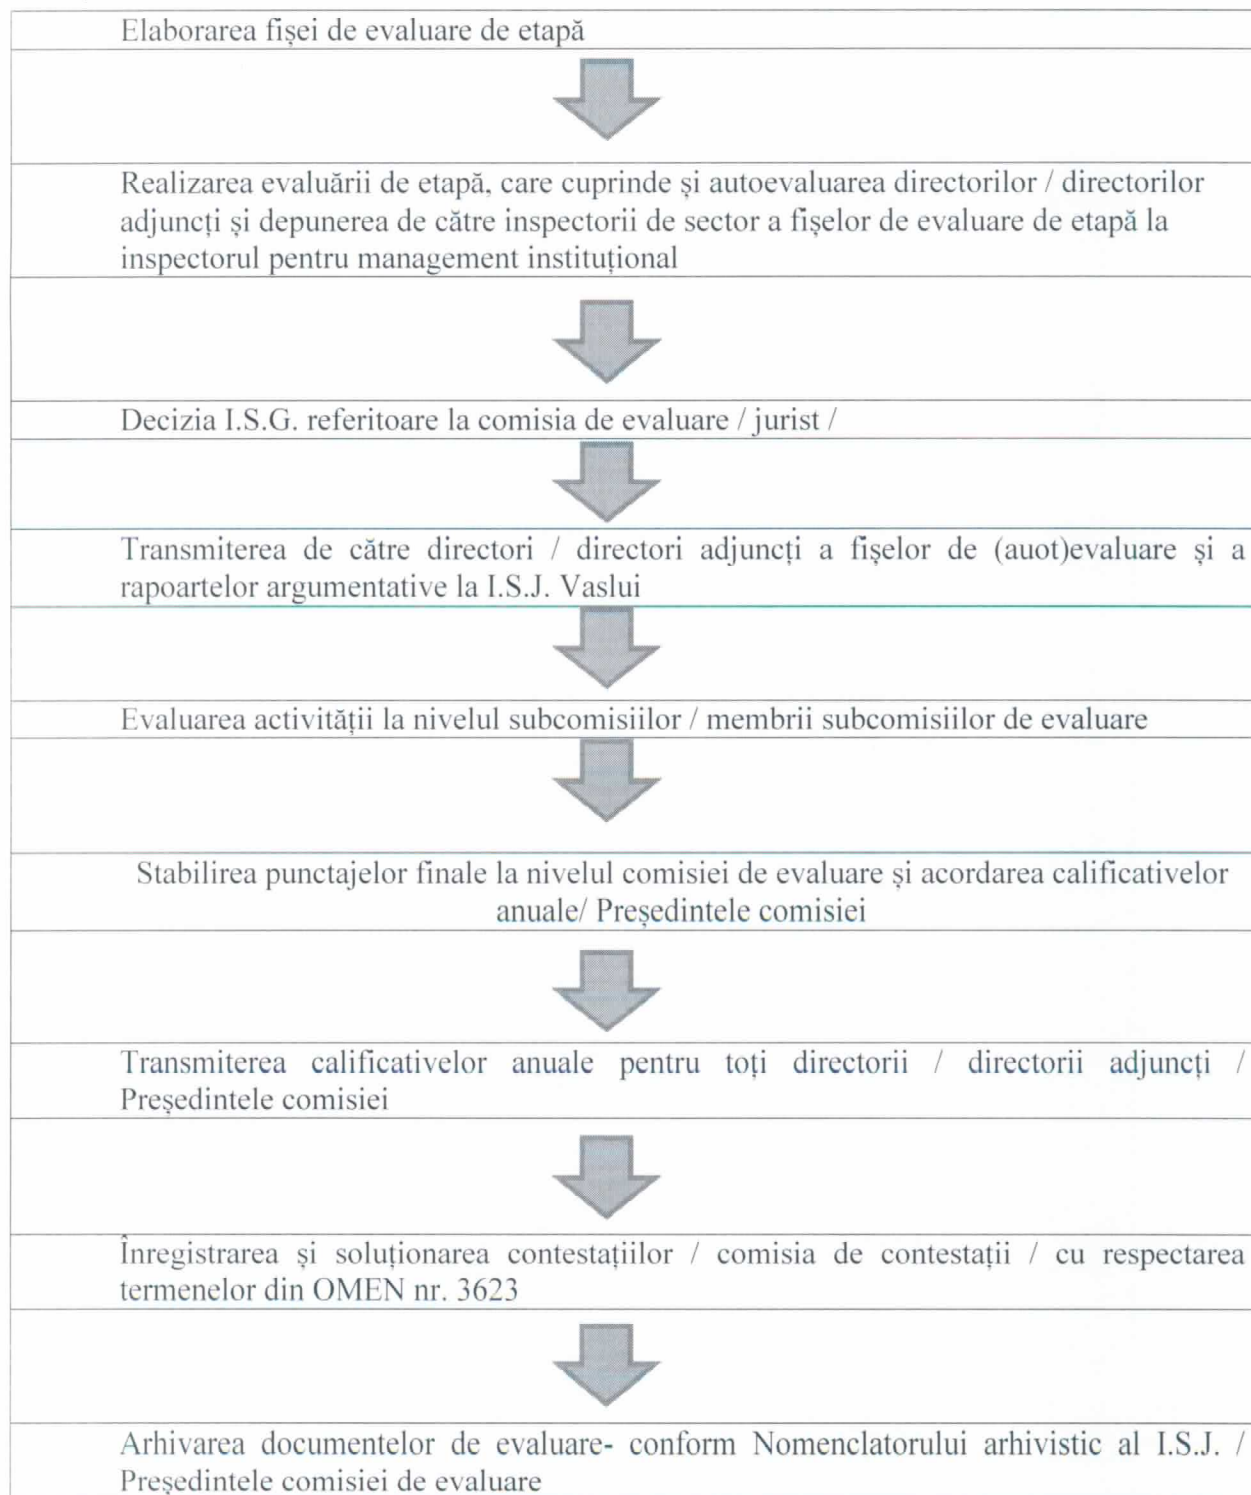 Elaborarea fișei de evaluare de etapă
Realizarea evaluării de etapă, care cuprinde și autoevaluarea directorilor / directorilor
adjuncți și depunerea de către inspectorii de sector a fișelor de evaluare de etapă la
inspectorul pentru management instituțional
Decizia I.S.G. referitoare la comisia de evaluare / jurist /
Transmiterea de către directori / directori adjuncți a fișelor de (auot)evaluare și a
rapoartelor argumentative la I.S.J. Vaslui
Evaluarea activității la nivelul subcomisiilor / membrii subcomisiilor de evaluare
Stabilirea punctajelor finale la nivelul comisiei de evaluare și acordarea calificativelor
anuale/ Președintele comisiei
Transmiterea calificativelor anuale pentru toți directorii / directorii adjuncți /
Președintele comisiei
Înregistrarea și soluționarea contestațiilor / comisia de contestații / cu respectarea
termenelor din OMEN nr. 3623
Arhivarea documentelor de evaluare- conform Nomenclatorului arhivistic al I.S.J. /
Președintele comisiei de evaluare